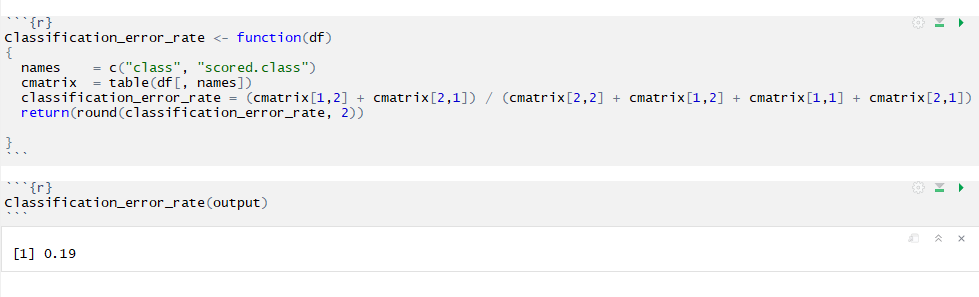 ```{r}
Classification_error_rate <- function(df)
{
  names    = c("class", "scored.class")
  cmatrix  = table(df[, names])
  classification_error_rate = (cmatrix[1,2] + cmatrix[2,1]) / (cmatrix[2,2] + cmatrix[1,2] + cmatrix[1,1] + cmatrix[2,1])
  return(round(classification_error_rate, 2))
}
```
```{r}
Classification_error_rate(output)
```
[1] 0.19